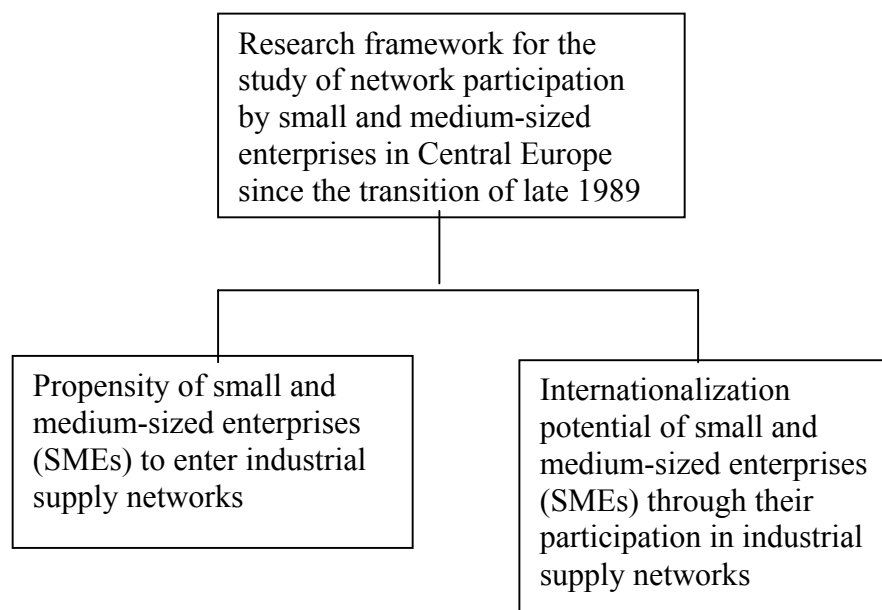 Research framework for the
study of network participation
by small and medium-sized
enterprises in Central Europe
since the transition of late 1989
Propensity of small and
medium-sized enterprises
(SMEs) to enter industrial
supply networks
Internationalization
potential of small and
medium-sized enterprises
(SMEs) through their
participation in industrial
supply networks